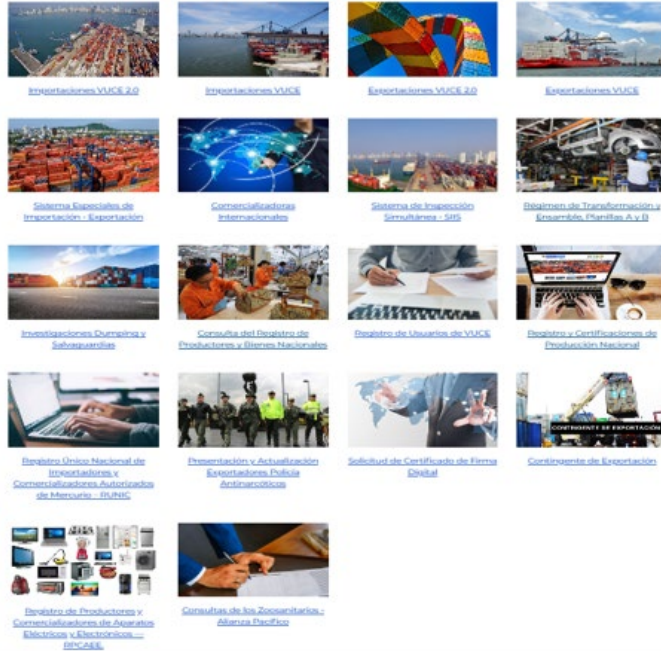 Importaciones VUCE 2.0
Importaciones VUCE
Exportaciones VUCE 2.0
Exportaciones VUCE
Sistema Especiales de
Importación - Exportación
Comercializadoras
Internacionales
Sistema de Inspección
Simultánea - SIIS
Régimen de Transformación y
Ensamble, Planillas A y B
Investigaciones Dumping y
Salvaguardias
Consulta del Registro de
Productores y Bienes Nacionales
Registro de Usuarios de VUCE
Registro y Certificaciones de
Producción Nacional
Registro Único Nacional de
Importadores y
Comercializadores Autorizados
de Mercurio - RUNIC
Presentación y Actualización
Exportadores Policía
Antinarcóticos
Solicitud de Certificado de Firma
Digital
CONTINGENTE DE EXPORTACIÓN
Contingente de Exportación
Registro de Productores y
Comercializadores de Aparatos
Eléctricos y Electrónicos —
RPCAEE.
Consultas de los Zoosanitarios -
Alianza Pacífico